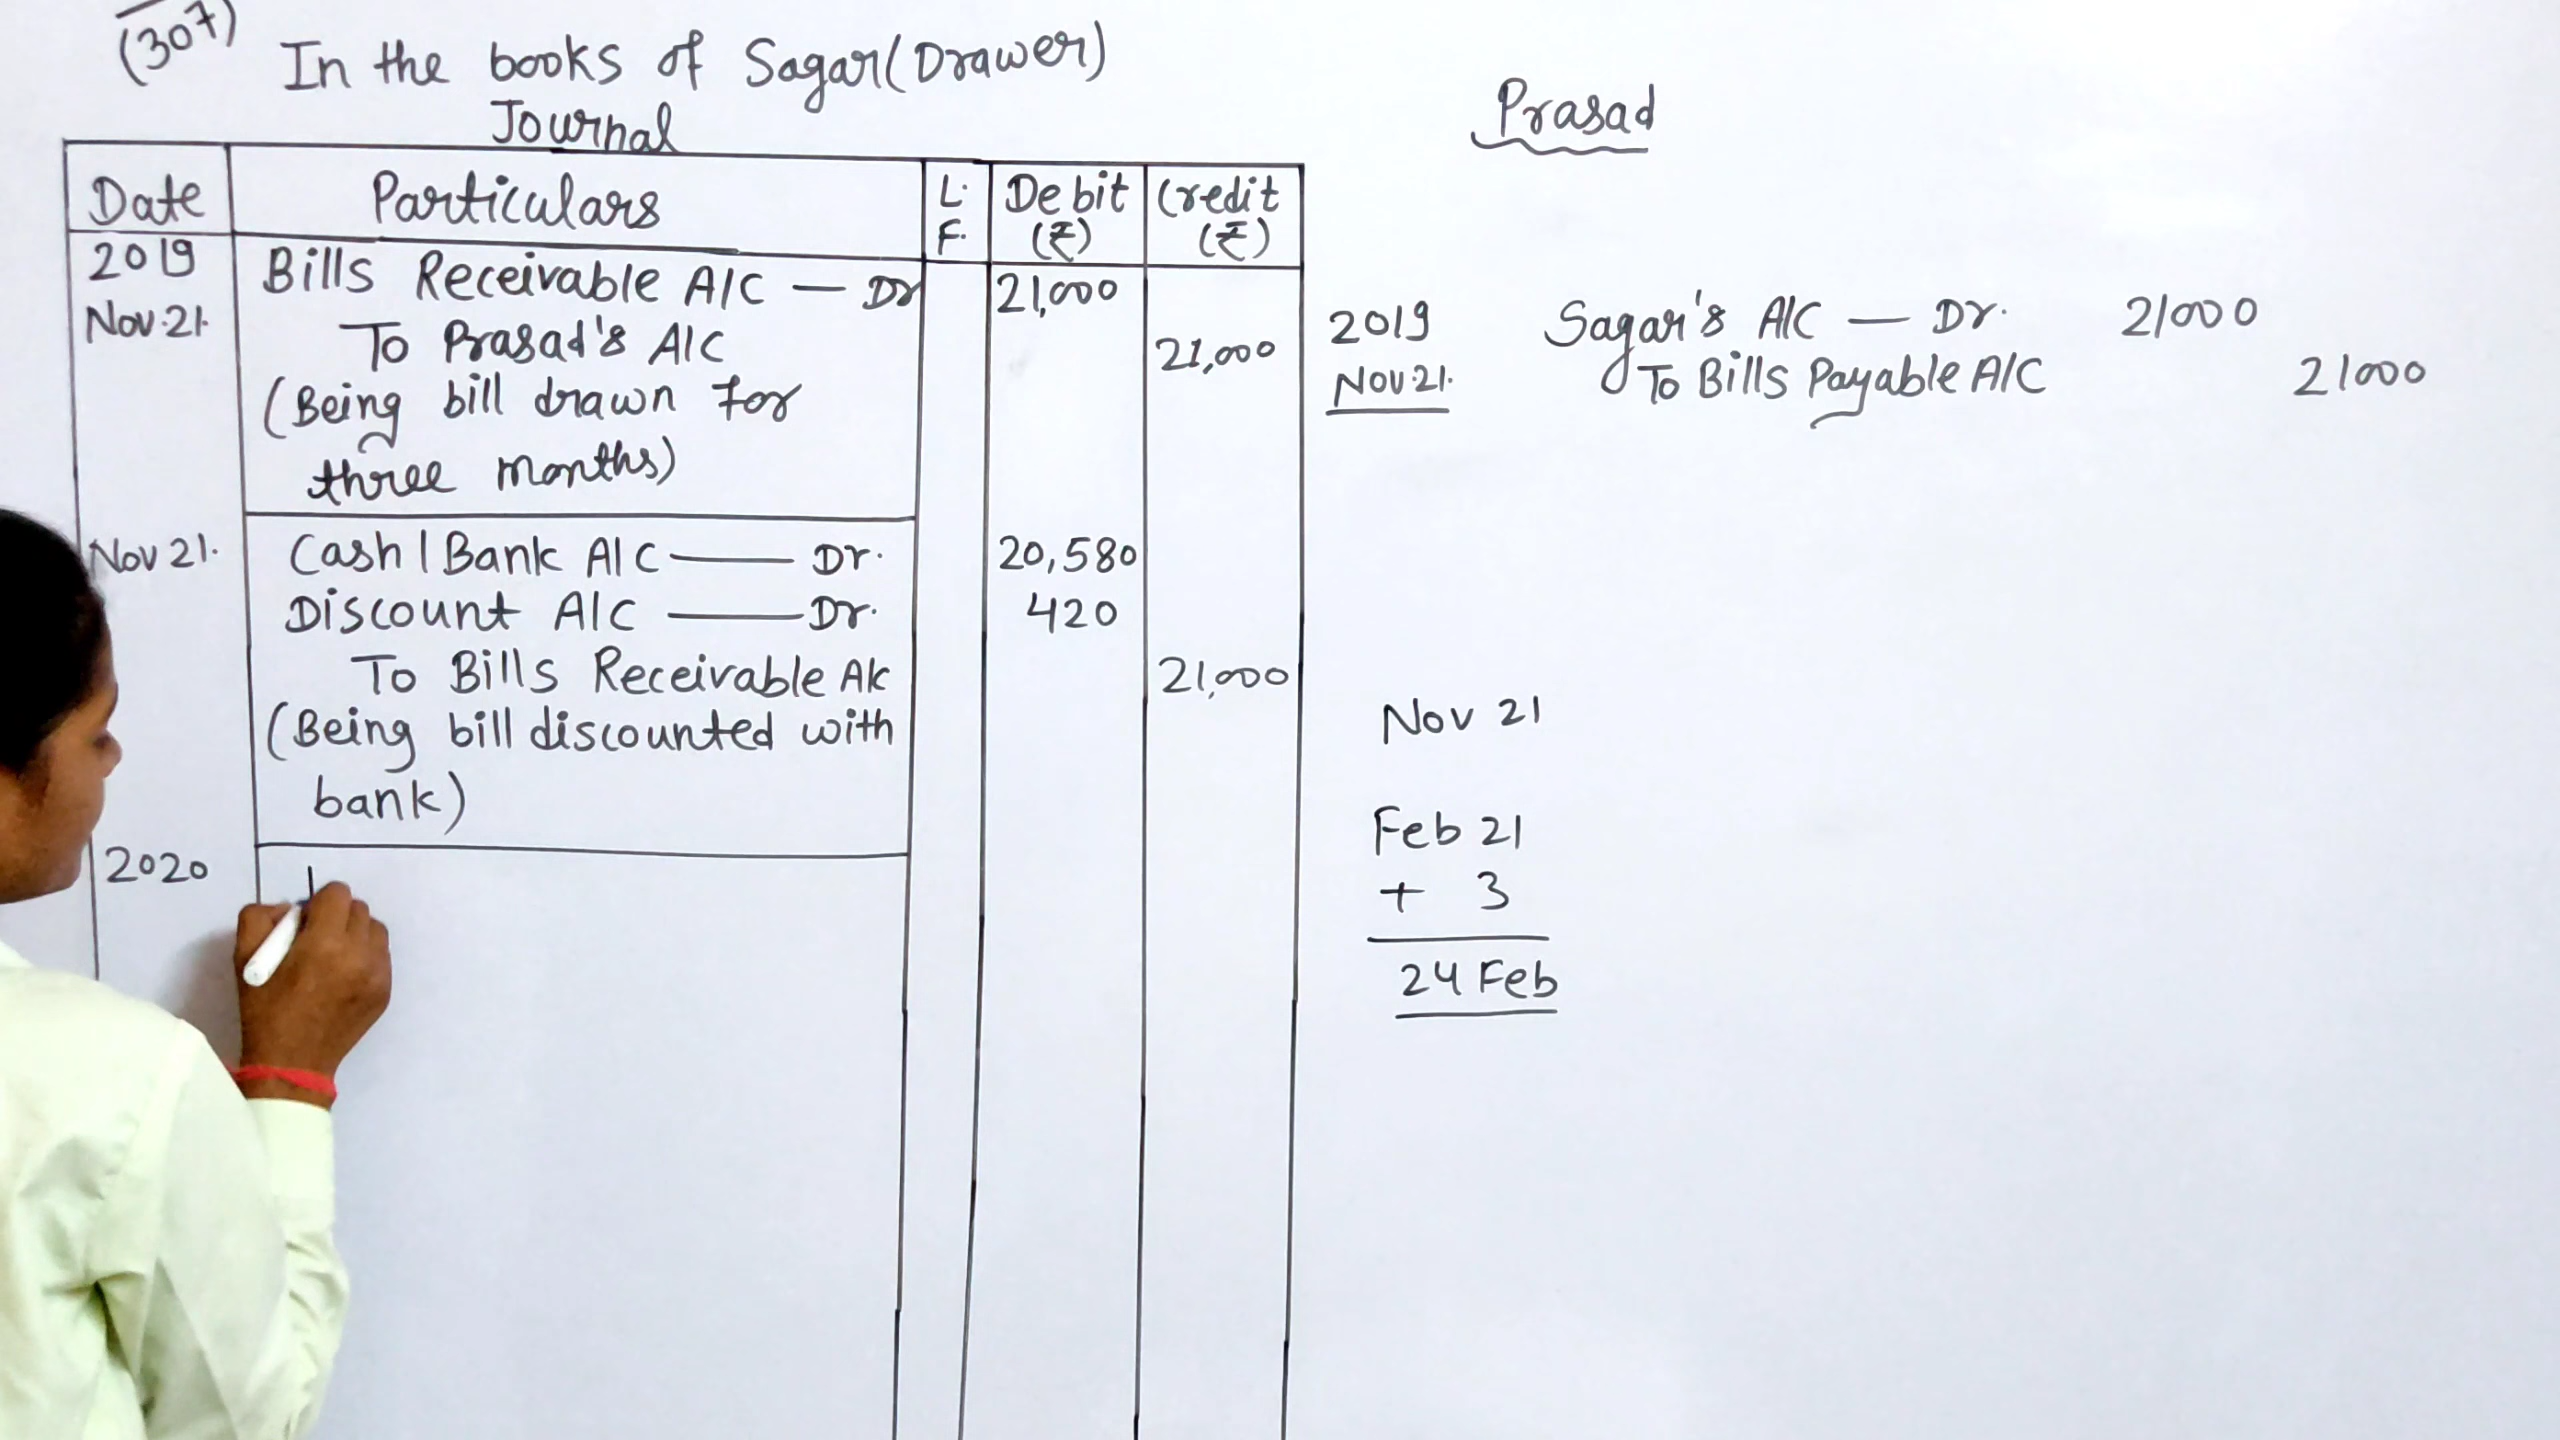 (307)
In the books of Sagar (Drawer)
Journal
Date Particulars L.F. Debit (₹) Credit (₹)
2019
Nov. 21. Bills Receivable A/C — Dr 21,000
To Prasad's A/C 21,000
(Being bill drawn for
three months)
Nov 21. Cash/Bank A/C — Dr. 20,580
Discount A/C — Dr. 420
To Bills Receivable A/c 21,000
(Being bill discounted with
bank)
2020
Prasad
2019 Sagar's A/C — Dr. 21000
Nov. 21. To Bills Payable A/C 21000
Nov 21
Feb 21
+ 3
24 Feb